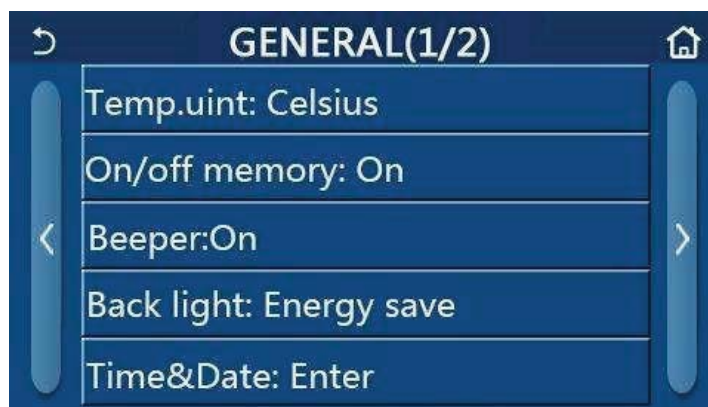 GENERAL(1/2)
Temp.uint: Celsius
On/off memory: On
Beeper:On
Back light: Energy save
Time&Date: Enter